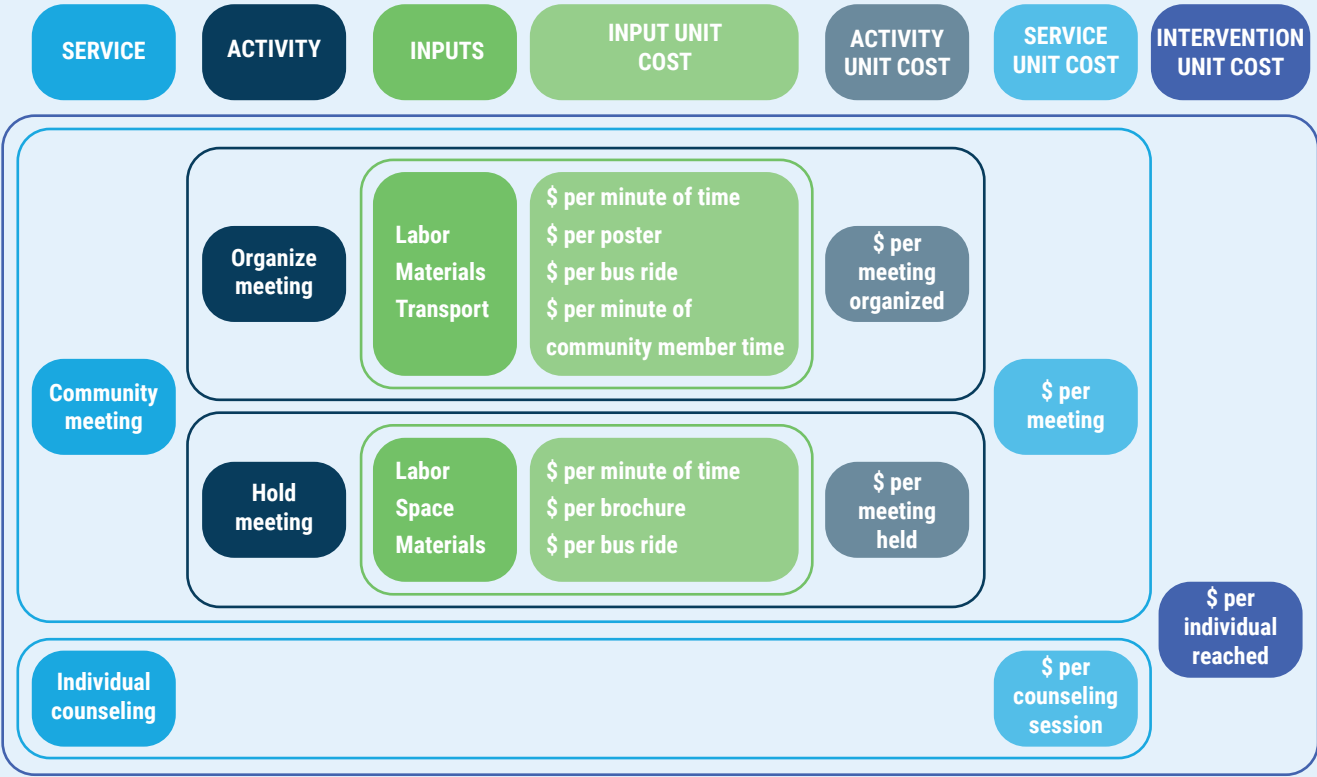 SERVICE
ACTIVITY
INPUTS
INPUT UNIT
COST
ACTIVITY
UNIT COST
SERVICE
UNIT COST
INTERVENTION
UNIT COST
Community
meeting
Organize
meeting
Labor
Materials
Transport
$ per minute of time
$ per poster
$ per bus ride
$ per minute of
community member time
$ per
meeting
organized
Hold
meeting
Labor
Space
Materials
$ per minute of time
$ per brochure
$ per bus ride
$ per
meeting
held
$ per
meeting
Individual
counseling
$ per
counseling
session
$ per
individual
reached